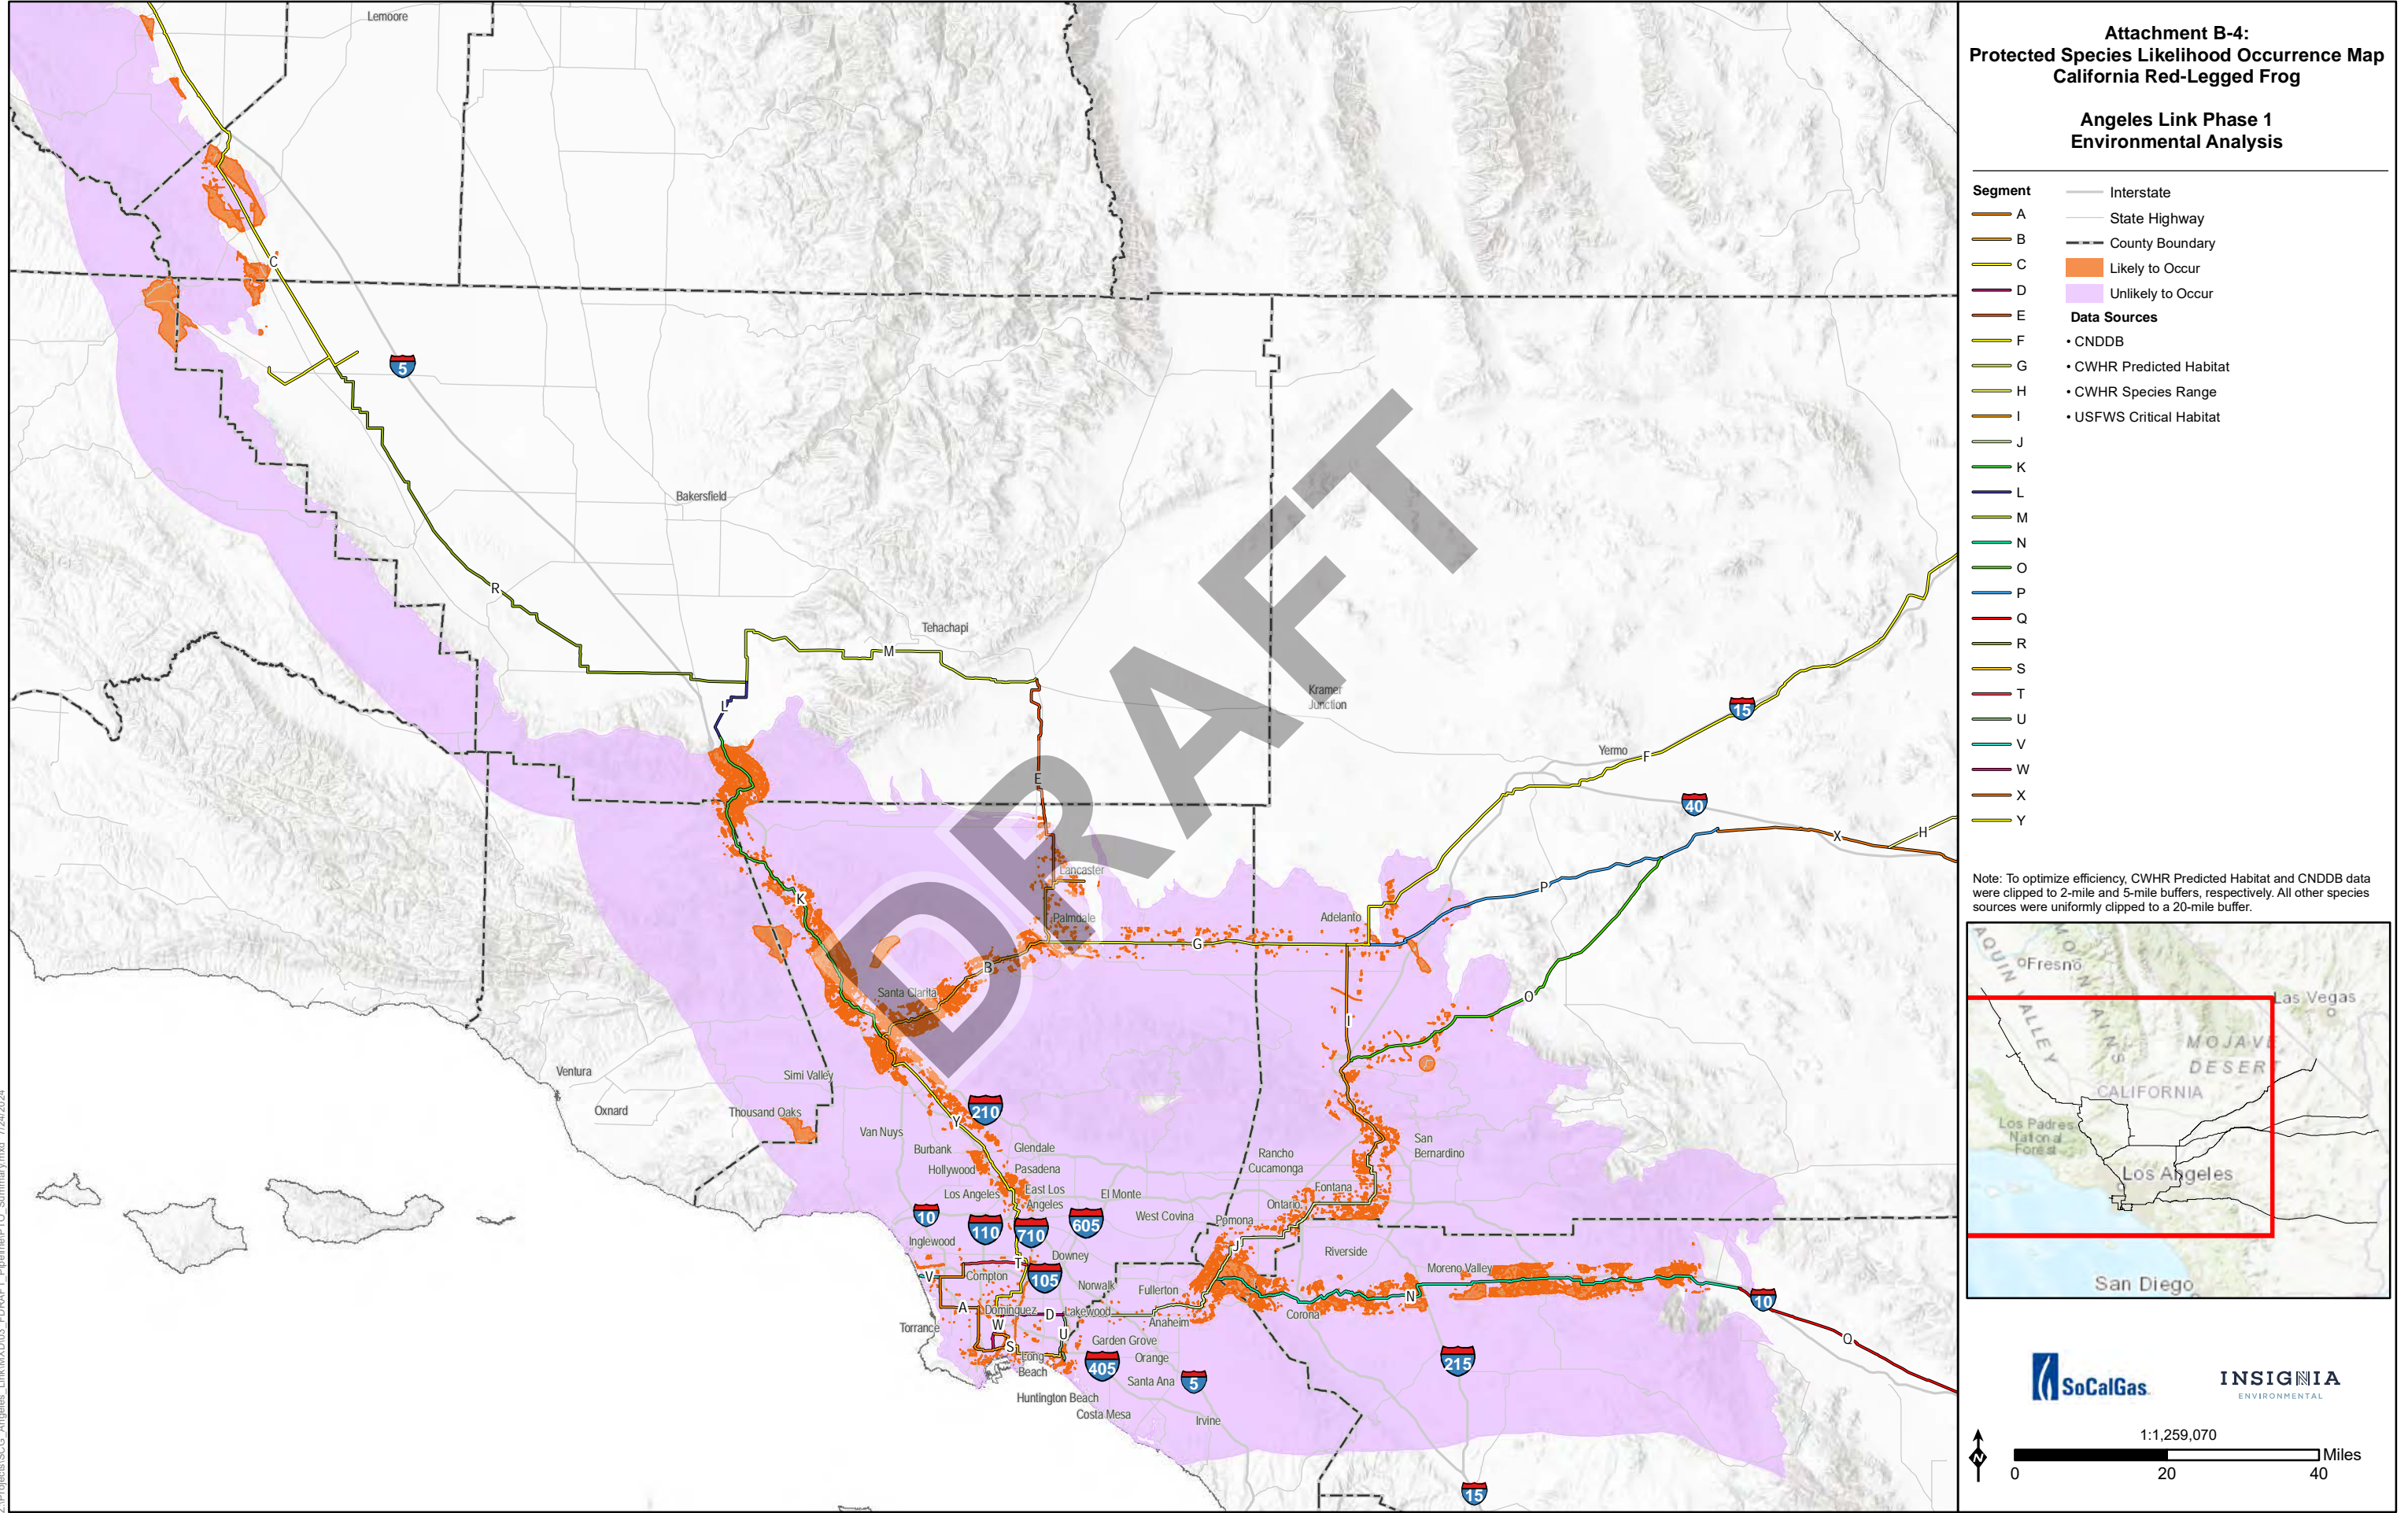 Attachment B-4:
Protected Species Likelihood Occurrence Map
California Red-Legged Frog
Angeles Link Phase 1
Environmental Analysis
Segment
A
B
C
D
E
F
G
H
I
J
K
L
M
N
O
P
Q
R
S
T
U
V
W
X
Y
Interstate
State Highway
County Boundary
Likely to Occur
Unlikely to Occur
Data Sources
• CNDDB
• CWHR Predicted Habitat
• CWHR Species Range
• USFWS Critical Habitat
Note: To optimize efficiency, CWHR Predicted Habitat and CNDDB data
were clipped to 2-mile and 5-mile buffers, respectively. All other species
sources were uniformly clipped to a 20-mile buffer.
Fresno
Las Vegas
MOJAVE
DESERT
CALIFORNIA
Los Padres
National
Forest
Los Angeles
San Diego
SoCalGas
INSIGNIA
ENVIRONMENTAL
1:1,259,070
Miles
0
20
40
N
DRAFT
Lemoore
C
5
Bakersfield
R
Tehachapi
M
L
Kramer
Junction
15
E
Yermo
F
40
X
H
Lancaster
K
P
Palmdale
Adelanto
G
B
Santa Clarita
O
I
Ventura
Simi Valley
Oxnard
Thousand Oaks
210
Y
Van Nuys
Burbank
Glendale
San
Bernardino
Rancho
Cucamonga
Hollywood
Pasadena
Los Angeles
East Los
Angeles
El Monte
Fontana
Ontario
10
110
710
605
West Covina
Pomona
Inglewood
J
Riverside
Downey
T
V
Compton
105
Norwalk
Fullerton
Moreno Valley
N
10
A
Dominguez
D
Lakewood
Anaheim
Corona
Torrance
W
U
Q
S
Long
Beach
Garden Grove
405
Orange
215
Santa Ana
5
Huntington Beach
Costa Mesa
Irvine
15